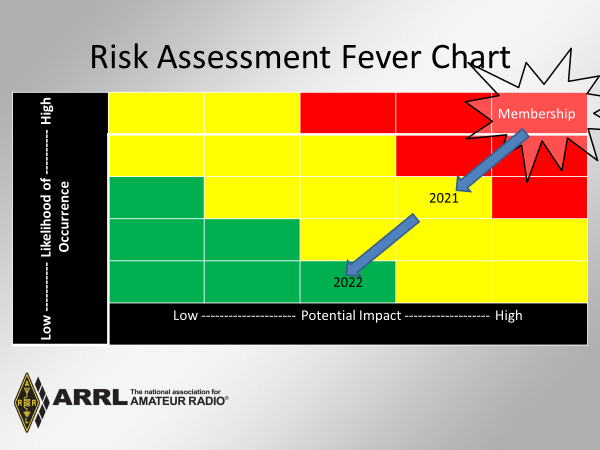 Risk Assessment Fever Chart
Membership
Low ----------- Likelihood of ----------- High
Occurrence
2021
2022
Low --------------------- Potential Impact ------------------- High
ARRL The national association for
AMATEUR RADIO®